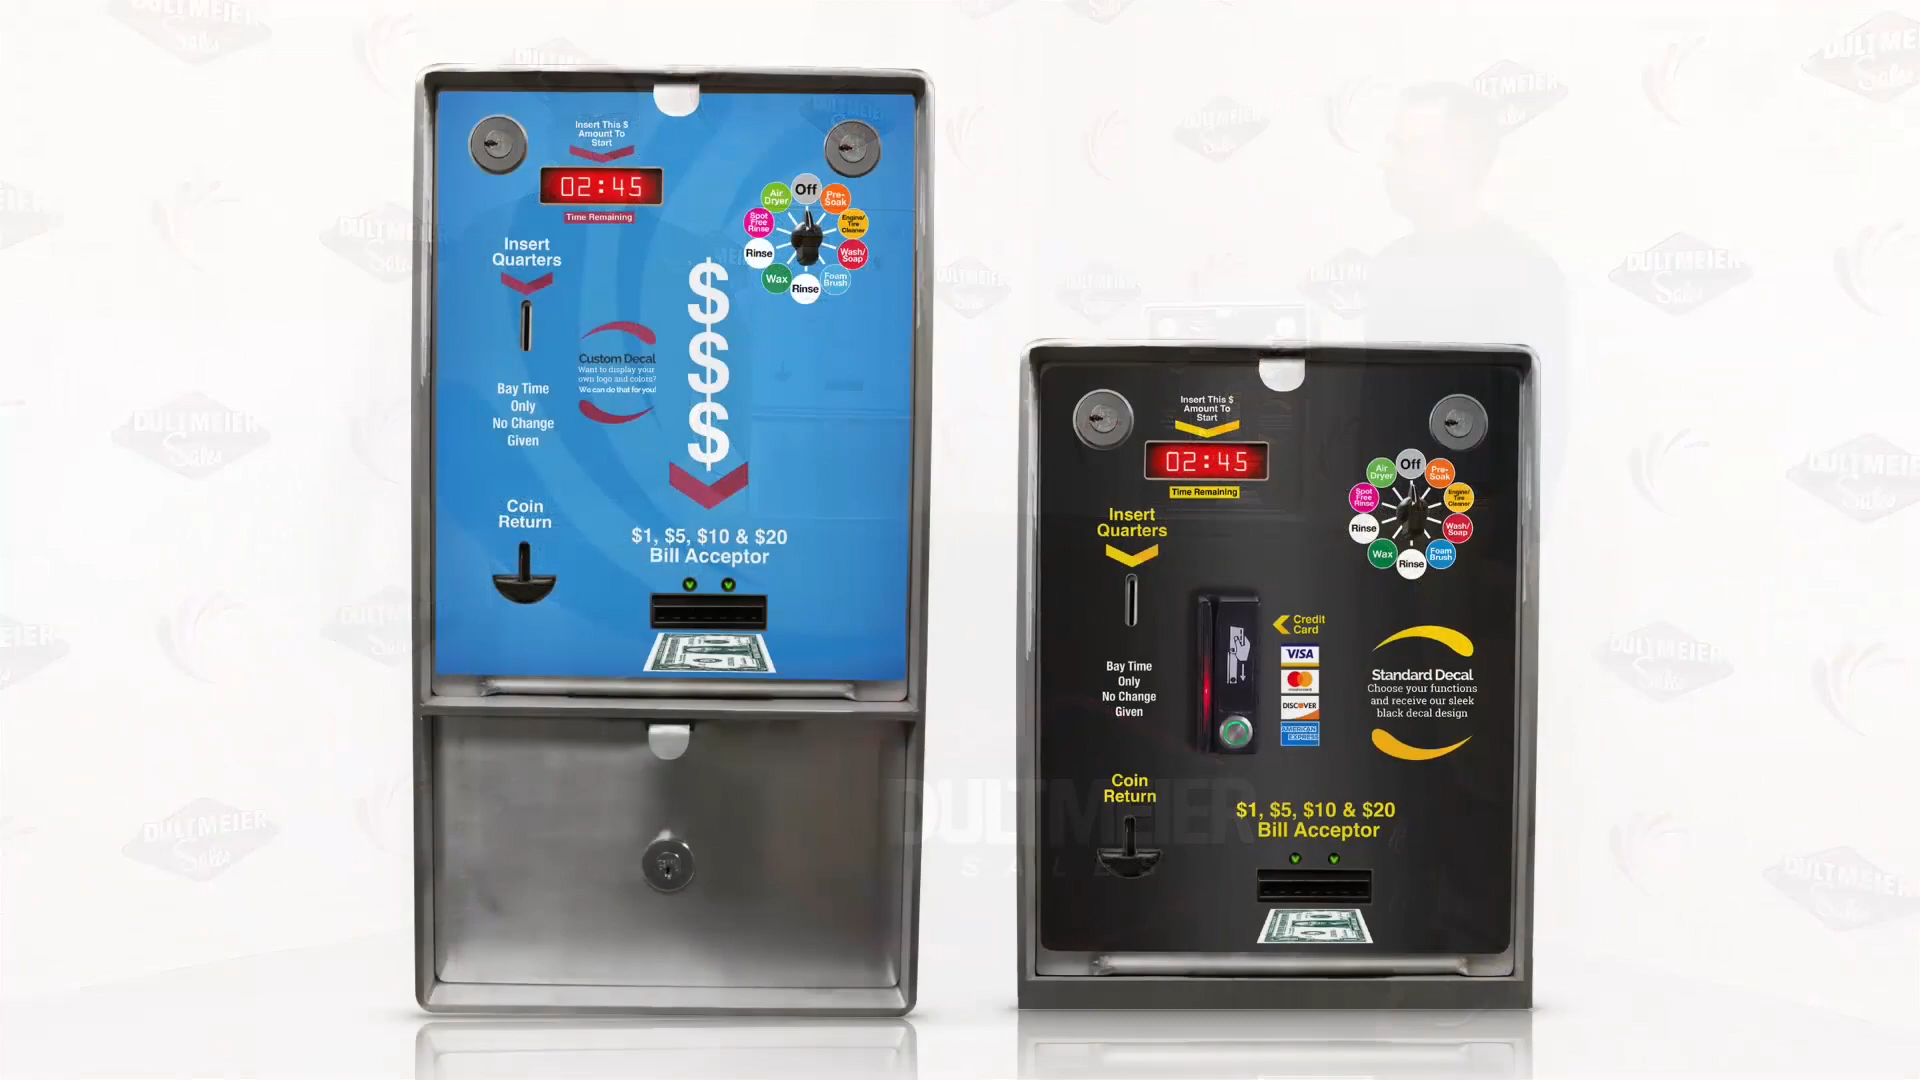 Insert This $
Amount To
Start
02:45
Time Remaining
Insert
Quarters
Bay Time
Only
No Change
Given
Coin
Return
Custom Decal
Want to display your
own logo and colors?
We can do that for you!
$
$
$
$1, $5, $10 & $20
Bill Acceptor
Off
Pre-
Soak
Engine/
Tire
Cleaner
Wash/
Soap
Foam
Brush
Rinse
Wax
Rinse
Spot
Free
Rinse
Air
Dryer
Insert This $
Amount To
Start
02:45
Time Remaining
Insert
Quarters
Bay Time
Only
No Change
Given
Coin
Return
Credit
Card
VISA
mastercard
DISCOVER
AMERICAN
EXPRESS
Standard Decal
Choose your functions
and receive our sleek
black decal design
$1, $5, $10 & $20
Bill Acceptor
Off
Pre-
Soak
Engine/
Tire
Cleaner
Wash/
Soap
Foam
Brush
Rinse
Wax
Rinse
Spot
Free
Rinse
Air
Dryer
DULTMEIER
SALES
DULTMEIER
Sales